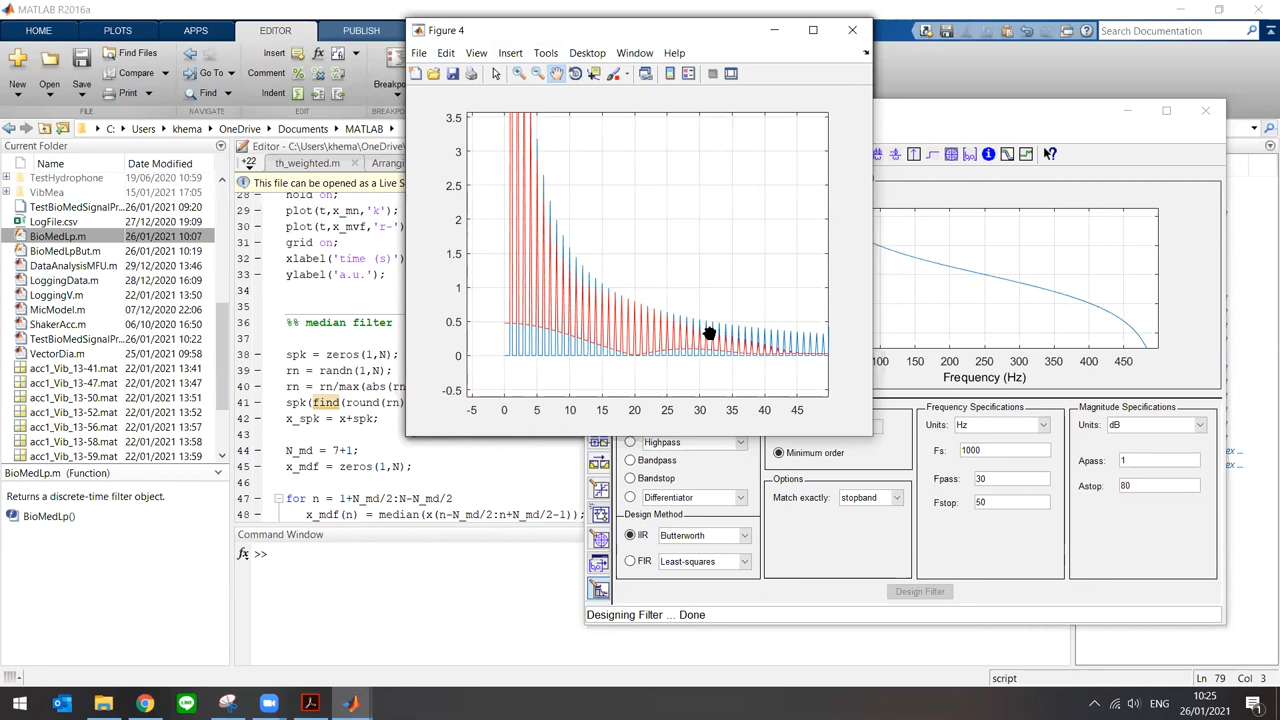 MATLAB R2016a
HOME PLOTS APPS EDITOR PUBLISH
Search Documentation
New Open Save
Find Files
Compare
Print
Go To
Find
Insert
Comment
Indent
FILE NAVIGATE
C: Users khema OneDrive Documents MATLAB
Current Folder
Name Date Modified
TestHydrophone 19/06/2020 10:59
VibMea 15/01/2021 17:05
TestBioMedSignalPr... 26/01/2021 09:20
LogFile.csv 27/12/2020 19:09
BioMedLp.m 26/01/2021 10:07
BioMedLpBut.m 26/01/2021 10:19
DataAnalysisMFU.m 29/12/2020 13:46
LoggingData.m 28/12/2020 16:09
LoggingV.m 22/01/2021 13:50
MicModel.m 07/12/2020 22:06
ShakerAcc.m 06/10/2020 16:03
TestBioMedSignalPr... 26/01/2021 10:22
VectorDia.m 25/01/2021 09:58
acc1_Vib_13-41.mat 22/01/2021 13:41
acc1_Vib_13-47.mat 22/01/2021 13:47
acc1_Vib_13-50.mat 22/01/2021 13:51
acc1_Vib_13-52.mat 22/01/2021 13:52
acc1_Vib_13-56.mat 22/01/2021 13:56
acc1_Vib_13-58.mat 22/01/2021 13:58
acc1_Vib_13-59.mat 22/01/2021 13:59
BioMedLp.m (Function)
Returns a discrete-time filter object.
BioMedLp()
Editor - C:\Users\khema\OneDrive\
+22 th_weighted.m
This file can be opened as a Live S
28 hold on;
29 plot(t,x_mn,'k');
30 plot(t,x_mvf,'r-')
31 grid on;
32 xlabel('time (s)')
33 ylabel('a.u.');
34
35
36 %% median filter
37
38 spk = zeros(1,N);
39 rn = randn(1,N);
40 rn = rn/max(abs(rn
41 spk(find(round(rn)
42 x_spk = x+spk;
43
44 N_md = 7+1;
45 x_mdf = zeros(1,N);
46
47 for n = 1+N_md/2:N-N_md/2
48 x_mdf(n) = median(x(n-N_md/2:n+N_md/2-1));
Command Window
fx >>
Figure 4
File Edit View Insert Tools Desktop Window Help
3.5
3
2.5
2
1.5
1
0.5
0
-0.5
-5 0 5 10 15 20 25 30 35 40 45
100 150 200 250 300 350 400 450
Frequency (Hz)
Highpass
Bandpass
Bandstop
Differentiator
Design Method
IIR Butterworth
FIR Least-squares
Minimum order
Options
Match exactly: stopband
Frequency Specifications
Units: Hz
Fs: 1000
Fpass: 30
Fstop: 50
Magnitude Specifications
Units: dB
Apass: 1
Astop: 80
Design Filter
Designing Filter ... Done
script Ln 79 Col 3
ENG
10:25
26/01/2021